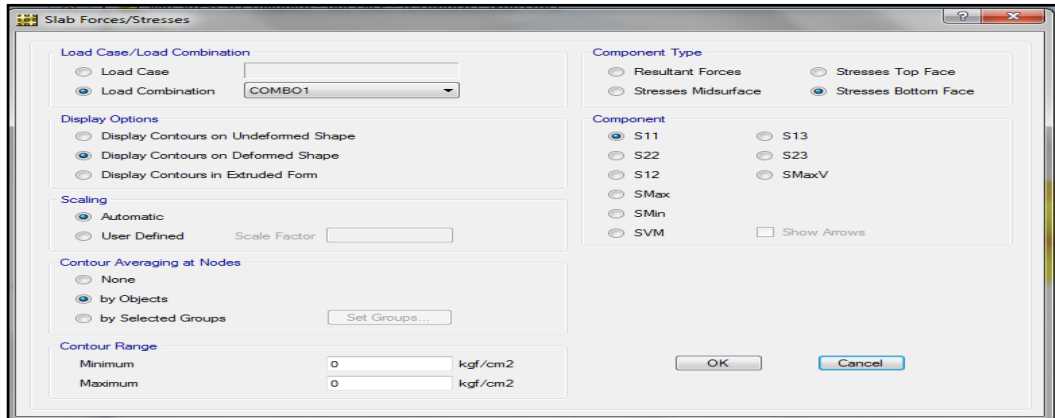 Slab Forces/Stresses
Load Case/Load Combination
Load Case
Load Combination COMBO1
Display Options
Display Contours on Undeformed Shape
Display Contours on Deformed Shape
Display Contours in Extruded Form
Scaling
Automatic
User Defined Scale Factor
Contour Averaging at Nodes
None
by Objects
by Selected Groups Set Groups...
Contour Range
Minimum 0 kgf/cm2
Maximum 0 kgf/cm2
Component Type
Resultant Forces Stresses Top Face
Stresses Midsurface Stresses Bottom Face
Component
S11 S13
S22 S23
S12 SMaxV
SMax
SMin
SVM Show Arrows
OK Cancel